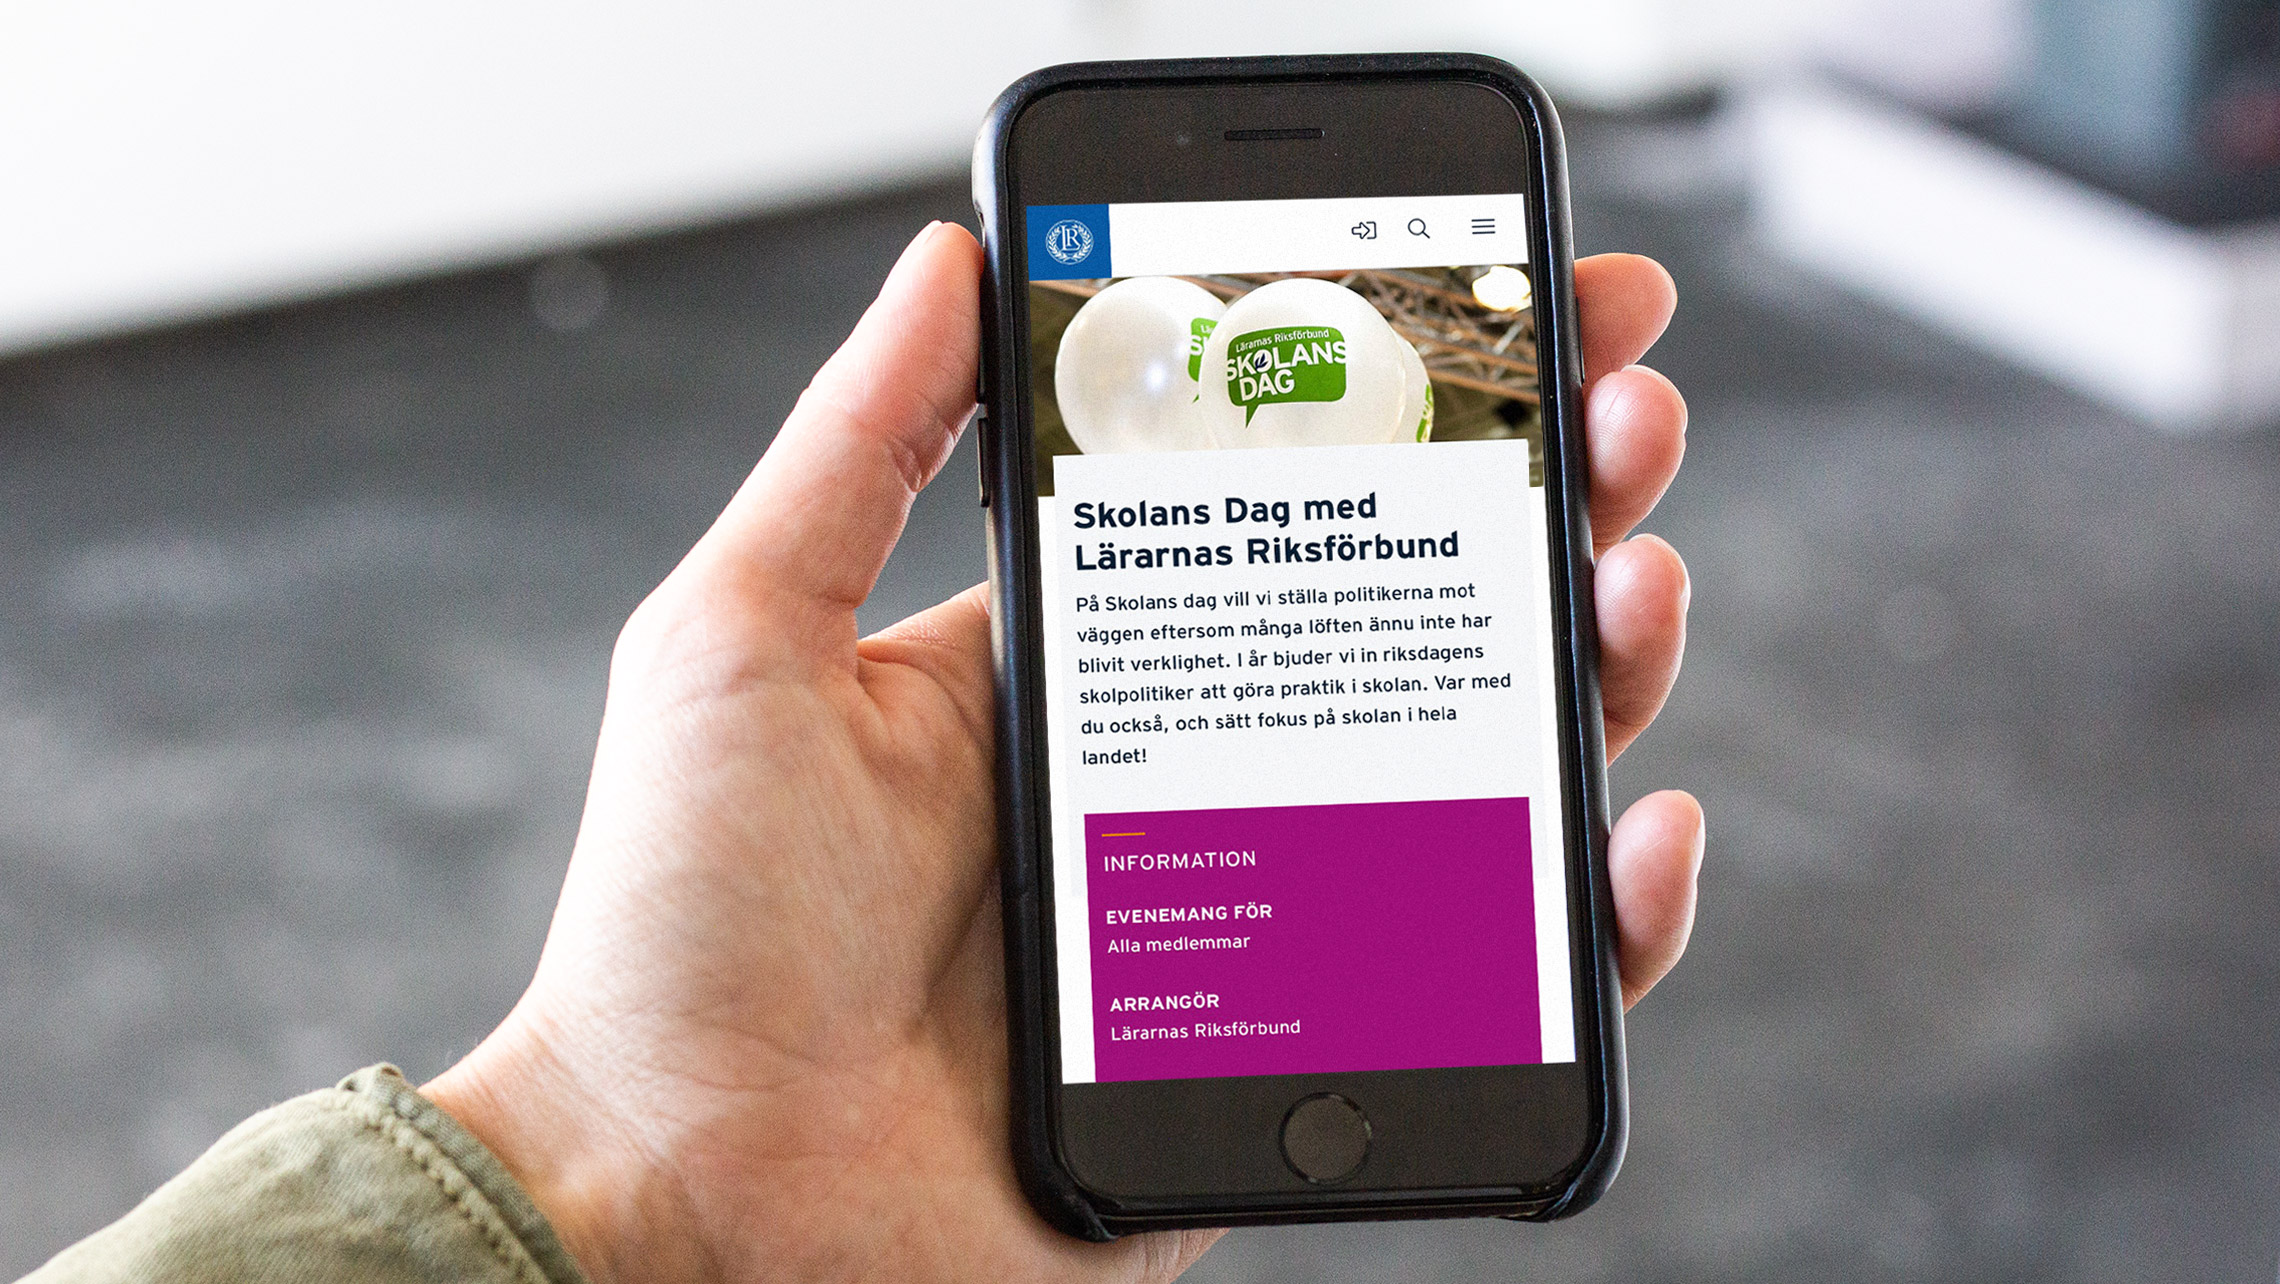 LR
Lärarnas Riksförbund
SKOLANS
DAG
Skolans Dag med
Lärarnas Riksförbund
På Skolans dag vill vi ställa politikerna mot
väggen eftersom många löften ännu inte har
blivit verklighet. I år bjuder vi in riksdagens
skolpolitiker att göra praktik i skolan. Var med
du också, och sätt fokus på skolan i hela
landet!
INFORMATION
EVENEMANG FÖR
Alla medlemmar
ARRANGÖR
Lärarnas Riksförbund